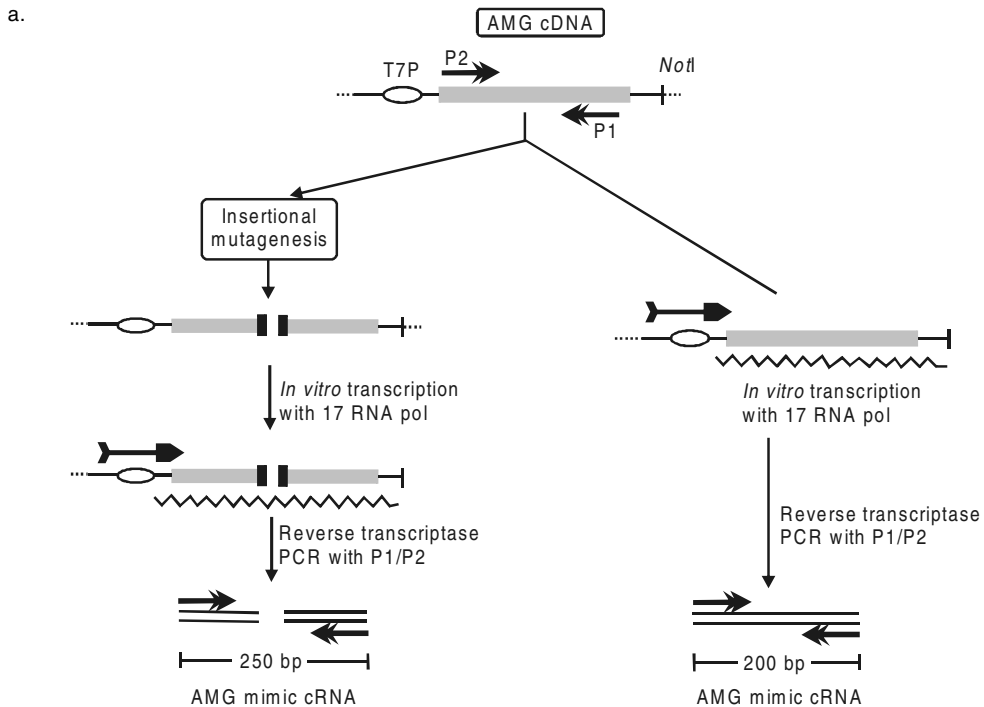 a.
AMG cDNA
P2
T7P
NotI
P1
Insertional
mutagenesis
In vitro transcription
with 17 RNA pol
In vitro transcription
with 17 RNA pol
Reverse transcriptase
PCR with P1/P2
Reverse transcriptase
PCR with P1/P2
250 bp
200 bp
AMG mimic cRNA
AMG mimic cRNA